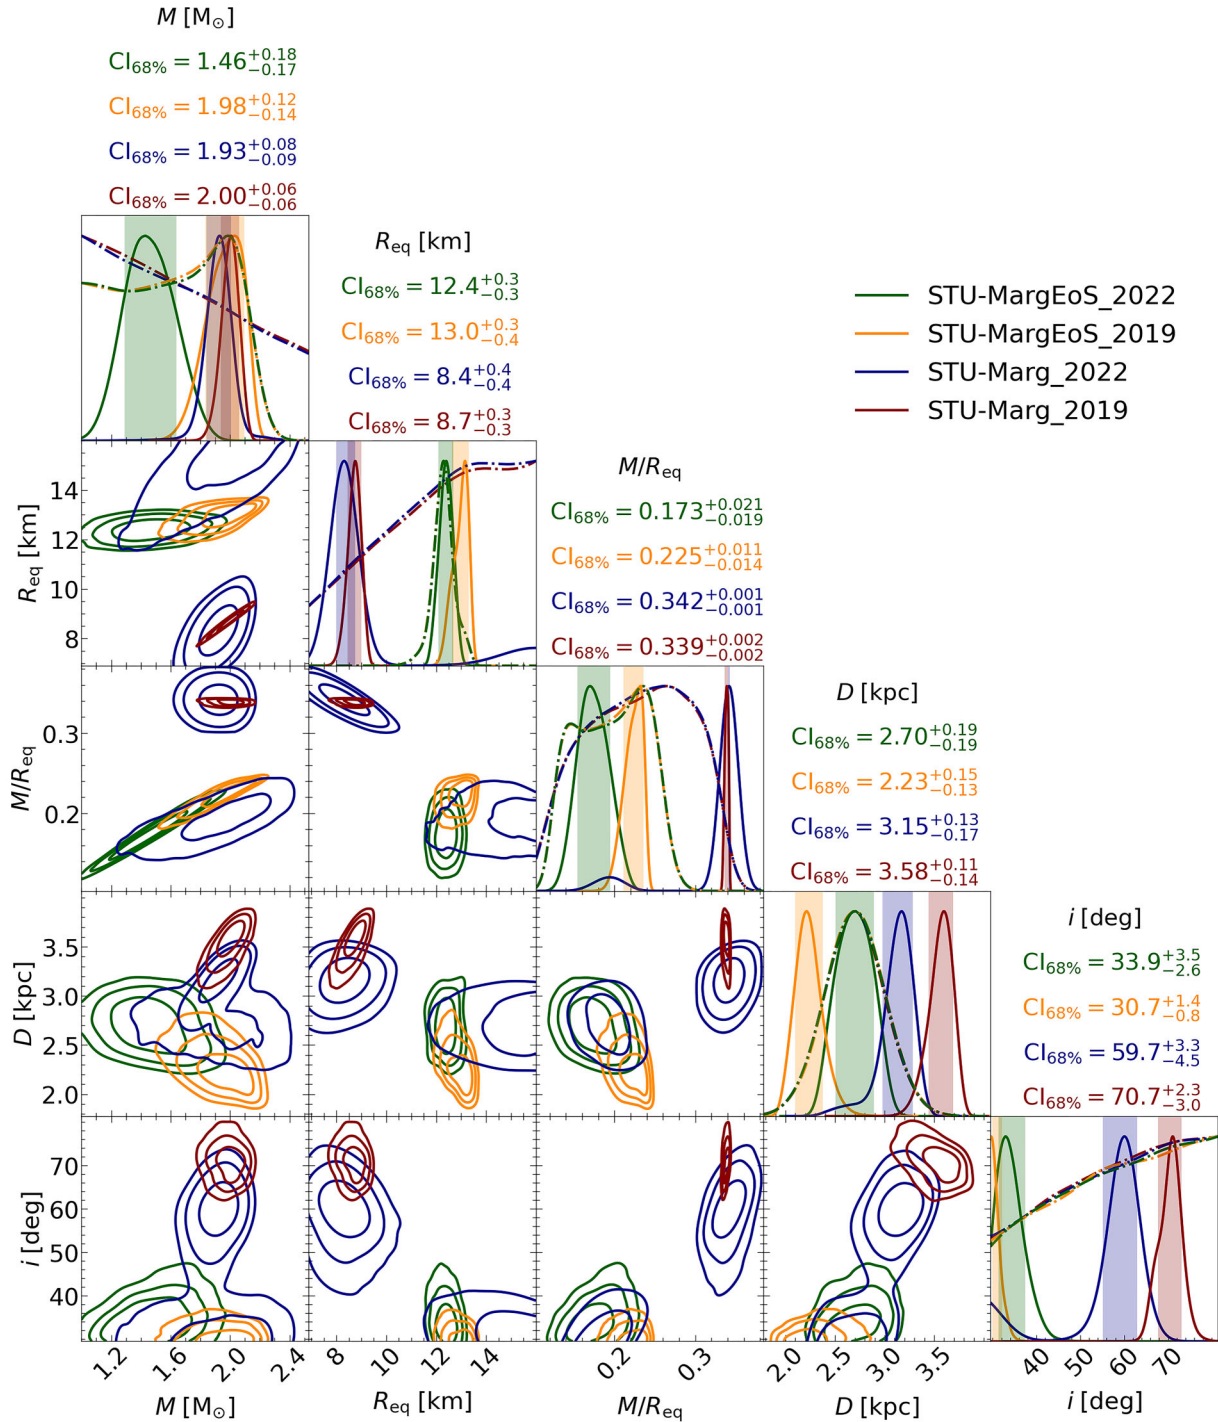 M [M⊙]
CI68% = 1.46 +0.18 −0.17
CI68% = 1.98 +0.12 −0.14
CI68% = 1.93 +0.08 −0.09
CI68% = 2.00 +0.06 −0.06
Req [km]
CI68% = 12.4 +0.3 −0.3
CI68% = 13.0 +0.3 −0.4
CI68% = 8.4 +0.4 −0.4
CI68% = 8.7 +0.3 −0.3
STU-MargEoS_2022
STU-MargEoS_2019
STU-Marg_2022
STU-Marg_2019
M/Req
CI68% = 0.173 +0.021 −0.019
CI68% = 0.225 +0.011 −0.014
CI68% = 0.342 +0.001 −0.001
CI68% = 0.339 +0.002 −0.002
14
12
10
8
Req [km]
D [kpc]
CI68% = 2.70 +0.19 −0.19
CI68% = 2.23 +0.15 −0.13
CI68% = 3.15 +0.13 −0.17
CI68% = 3.58 +0.11 −0.14
0.3
0.2
M/Req
i [deg]
CI68% = 33.9 +3.5 −2.6
CI68% = 30.7 +1.4 −0.8
CI68% = 59.7 +3.3 −4.5
CI68% = 70.7 +2.3 −3.0
3.5
3.0
2.5
2.0
D [kpc]
70
60
50
40
i [deg]
1.2 1.6 2.0 2.4
8 10 12 14
0.2 0.3
2.0 2.5 3.0 3.5
40 50 60 70
M [M⊙]
Req [km]
M/Req
D [kpc]
i [deg]